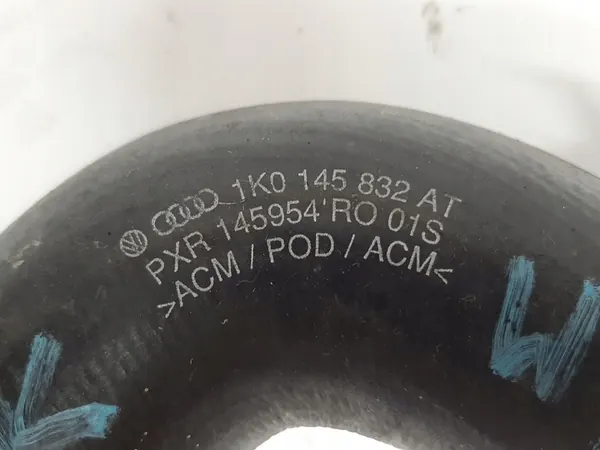 1K0 145 832 AT
PXR 145954 RO 01S
>ACM / POD / ACM<